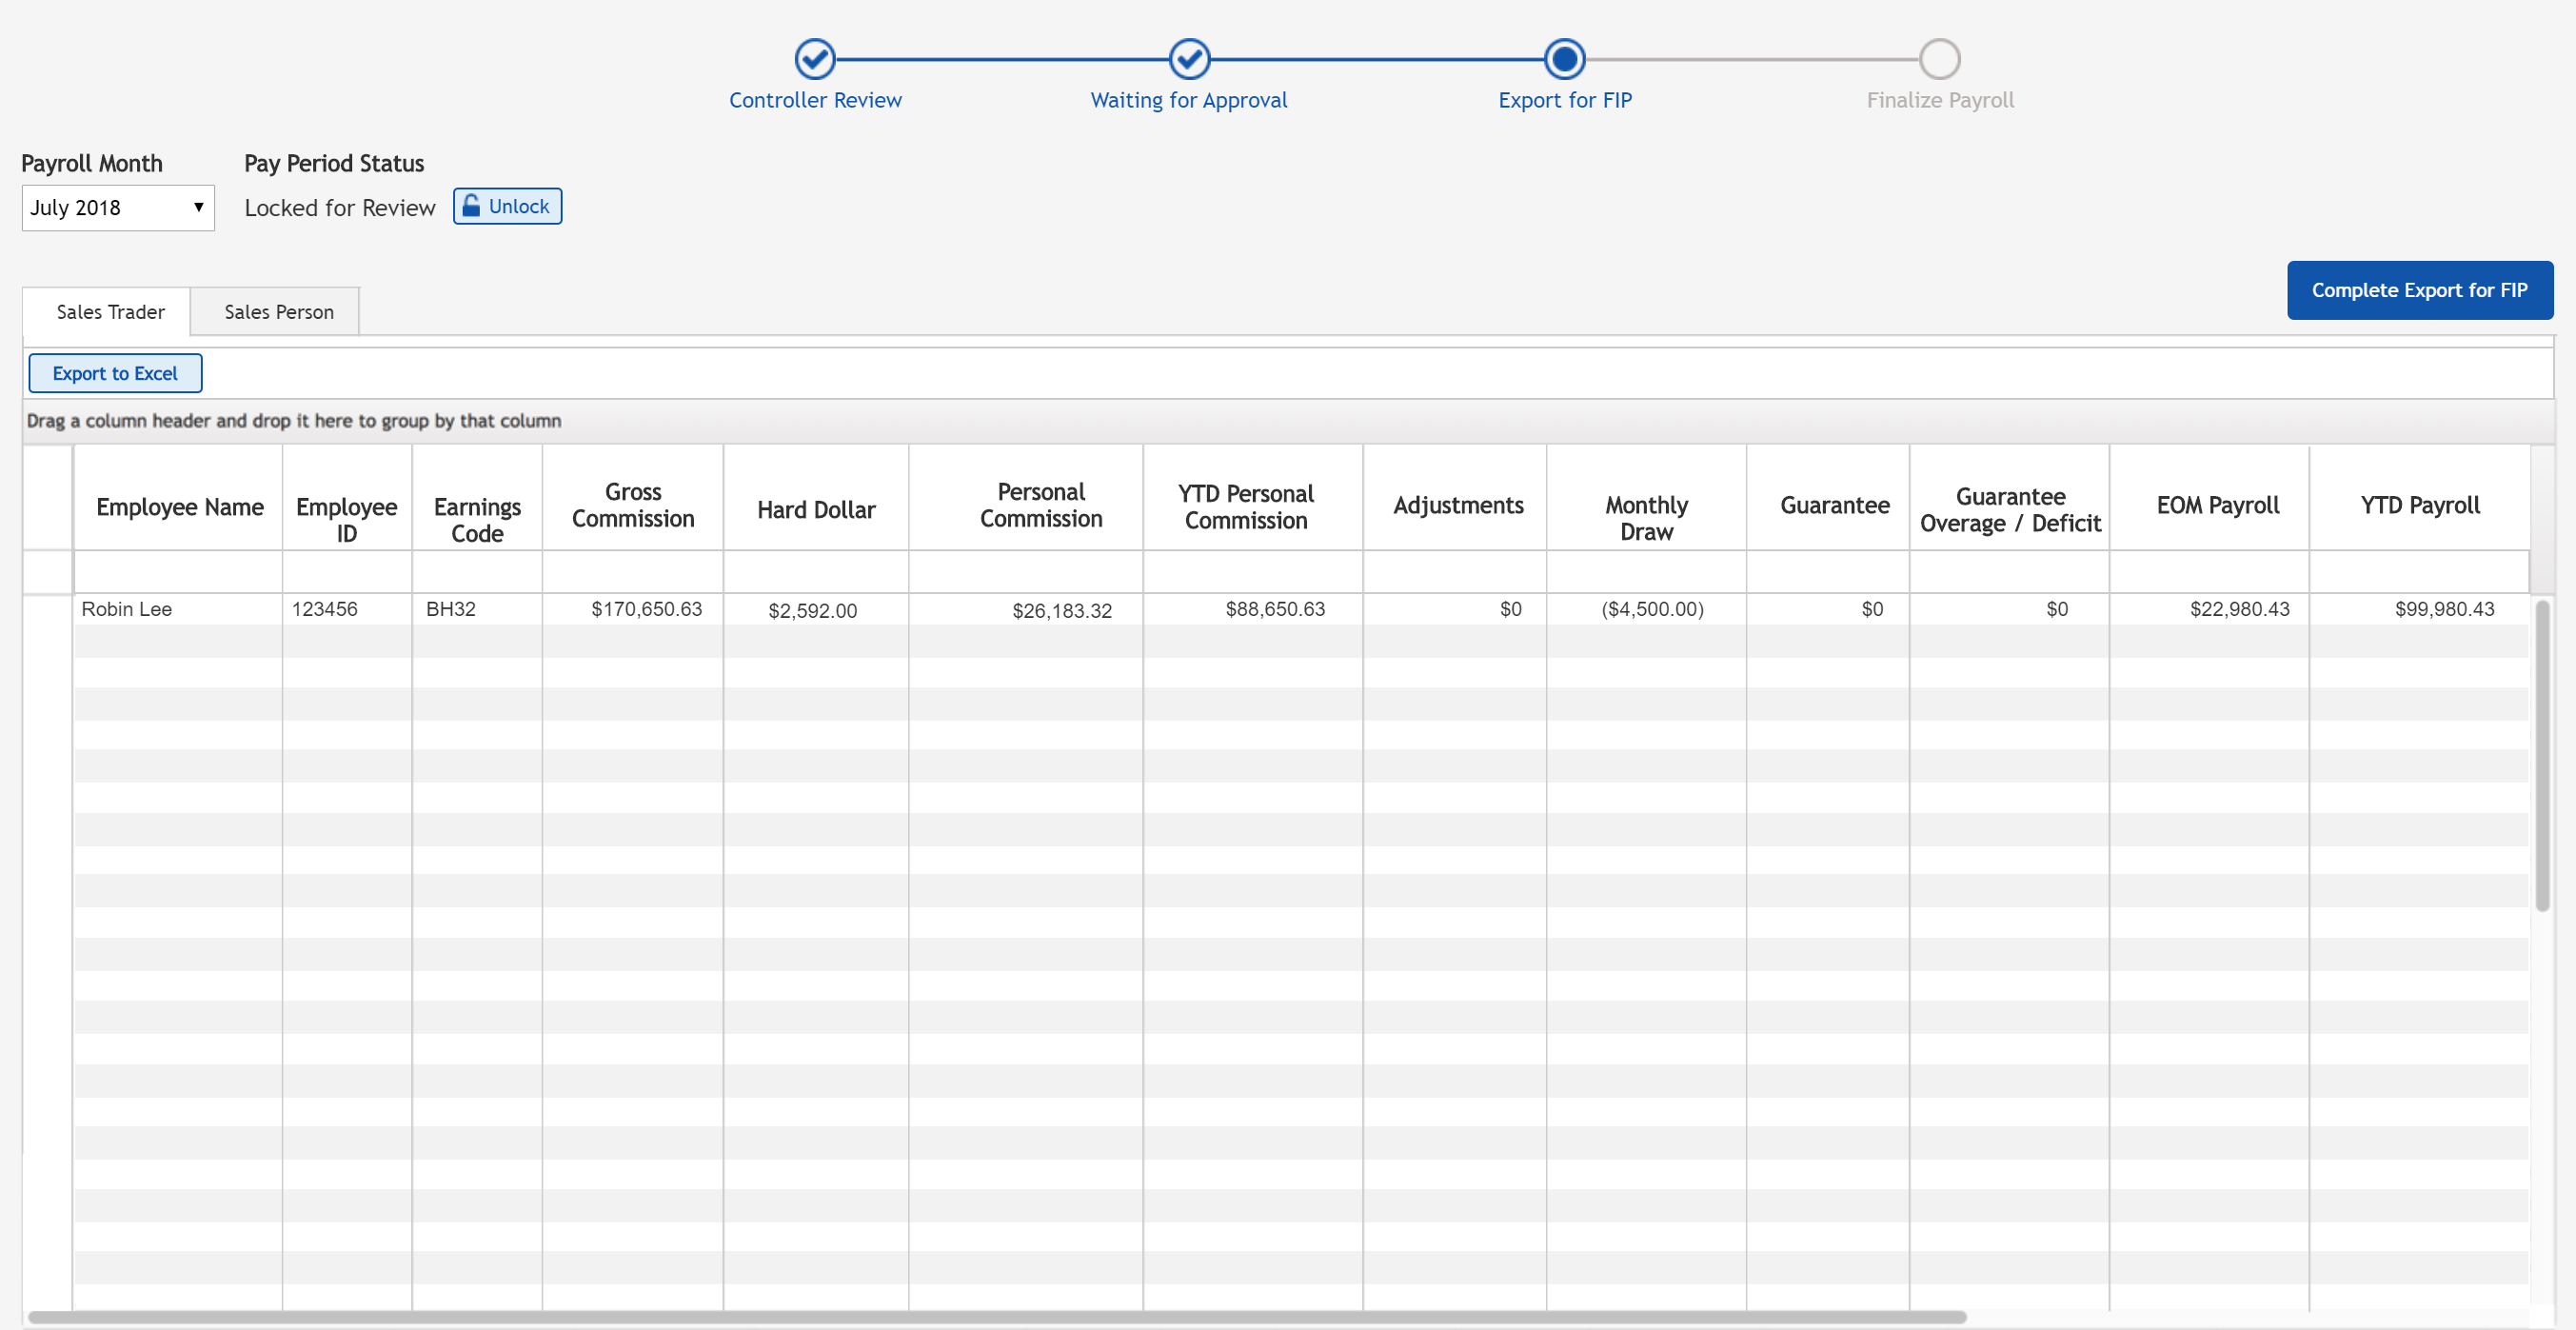 Controller Review
Waiting for Approval
Export for FIP
Finalize Payroll
Payroll Month
Pay Period Status
July 2018
Locked for Review
Unlock
Complete Export for FIP
Sales Trader
Sales Person
Export to Excel
Drag a column header and drop it here to group by that column
Employee Name
Employee
ID
Earnings
Code
Gross
Commission
Hard Dollar
Personal
Commission
YTD Personal
Commission
Adjustments
Monthly
Draw
Guarantee
Guarantee
Overage / Deficit
EOM Payroll
YTD Payroll
Robin Lee 123456 BH32 $170,650.63 $2,592.00 $26,183.32 $88,650.63 $0 ($4,500.00) $0 $0 $22,980.43 $99,980.43